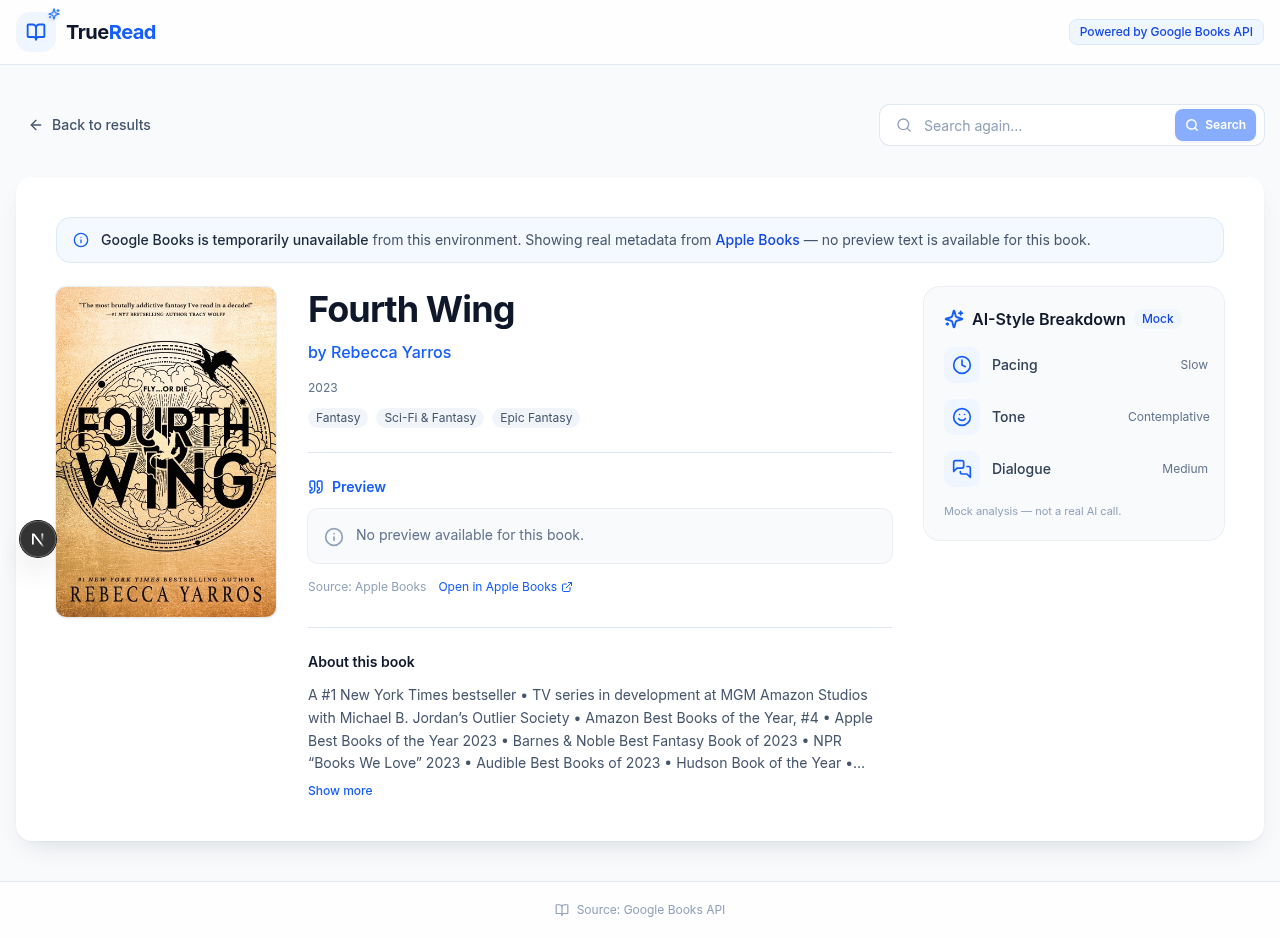 TrueRead
Powered by Google Books API
Back to results
Search again...
Search
Google Books is temporarily unavailable from this environment. Showing real metadata from Apple Books — no preview text is available for this book.
"The most brutally addictive fantasy I've read in a decade!"
—#1 NYT BESTSELLING AUTHOR TRACY WOLFF
FLY...OR DIE
FOURTH
WING
#1 NEW YORK TIMES BESTSELLING AUTHOR
REBECCA YARROS
N
Fourth Wing
by Rebecca Yarros
2023
Fantasy
Sci-Fi & Fantasy
Epic Fantasy
Preview
No preview available for this book.
Source: Apple Books · Open in Apple Books
About this book
A #1 New York Times bestseller • TV series in development at MGM Amazon Studios
with Michael B. Jordan’s Outlier Society • Amazon Best Books of the Year, #4 • Apple
Best Books of the Year 2023 • Barnes & Noble Best Fantasy Book of 2023 • NPR
“Books We Love” 2023 • Audible Best Books of 2023 • Hudson Book of the Year •...
Show more
AI-Style Breakdown
Mock
Pacing
Slow
Tone
Contemplative
Dialogue
Medium
Mock analysis — not a real AI call.
Source: Google Books API